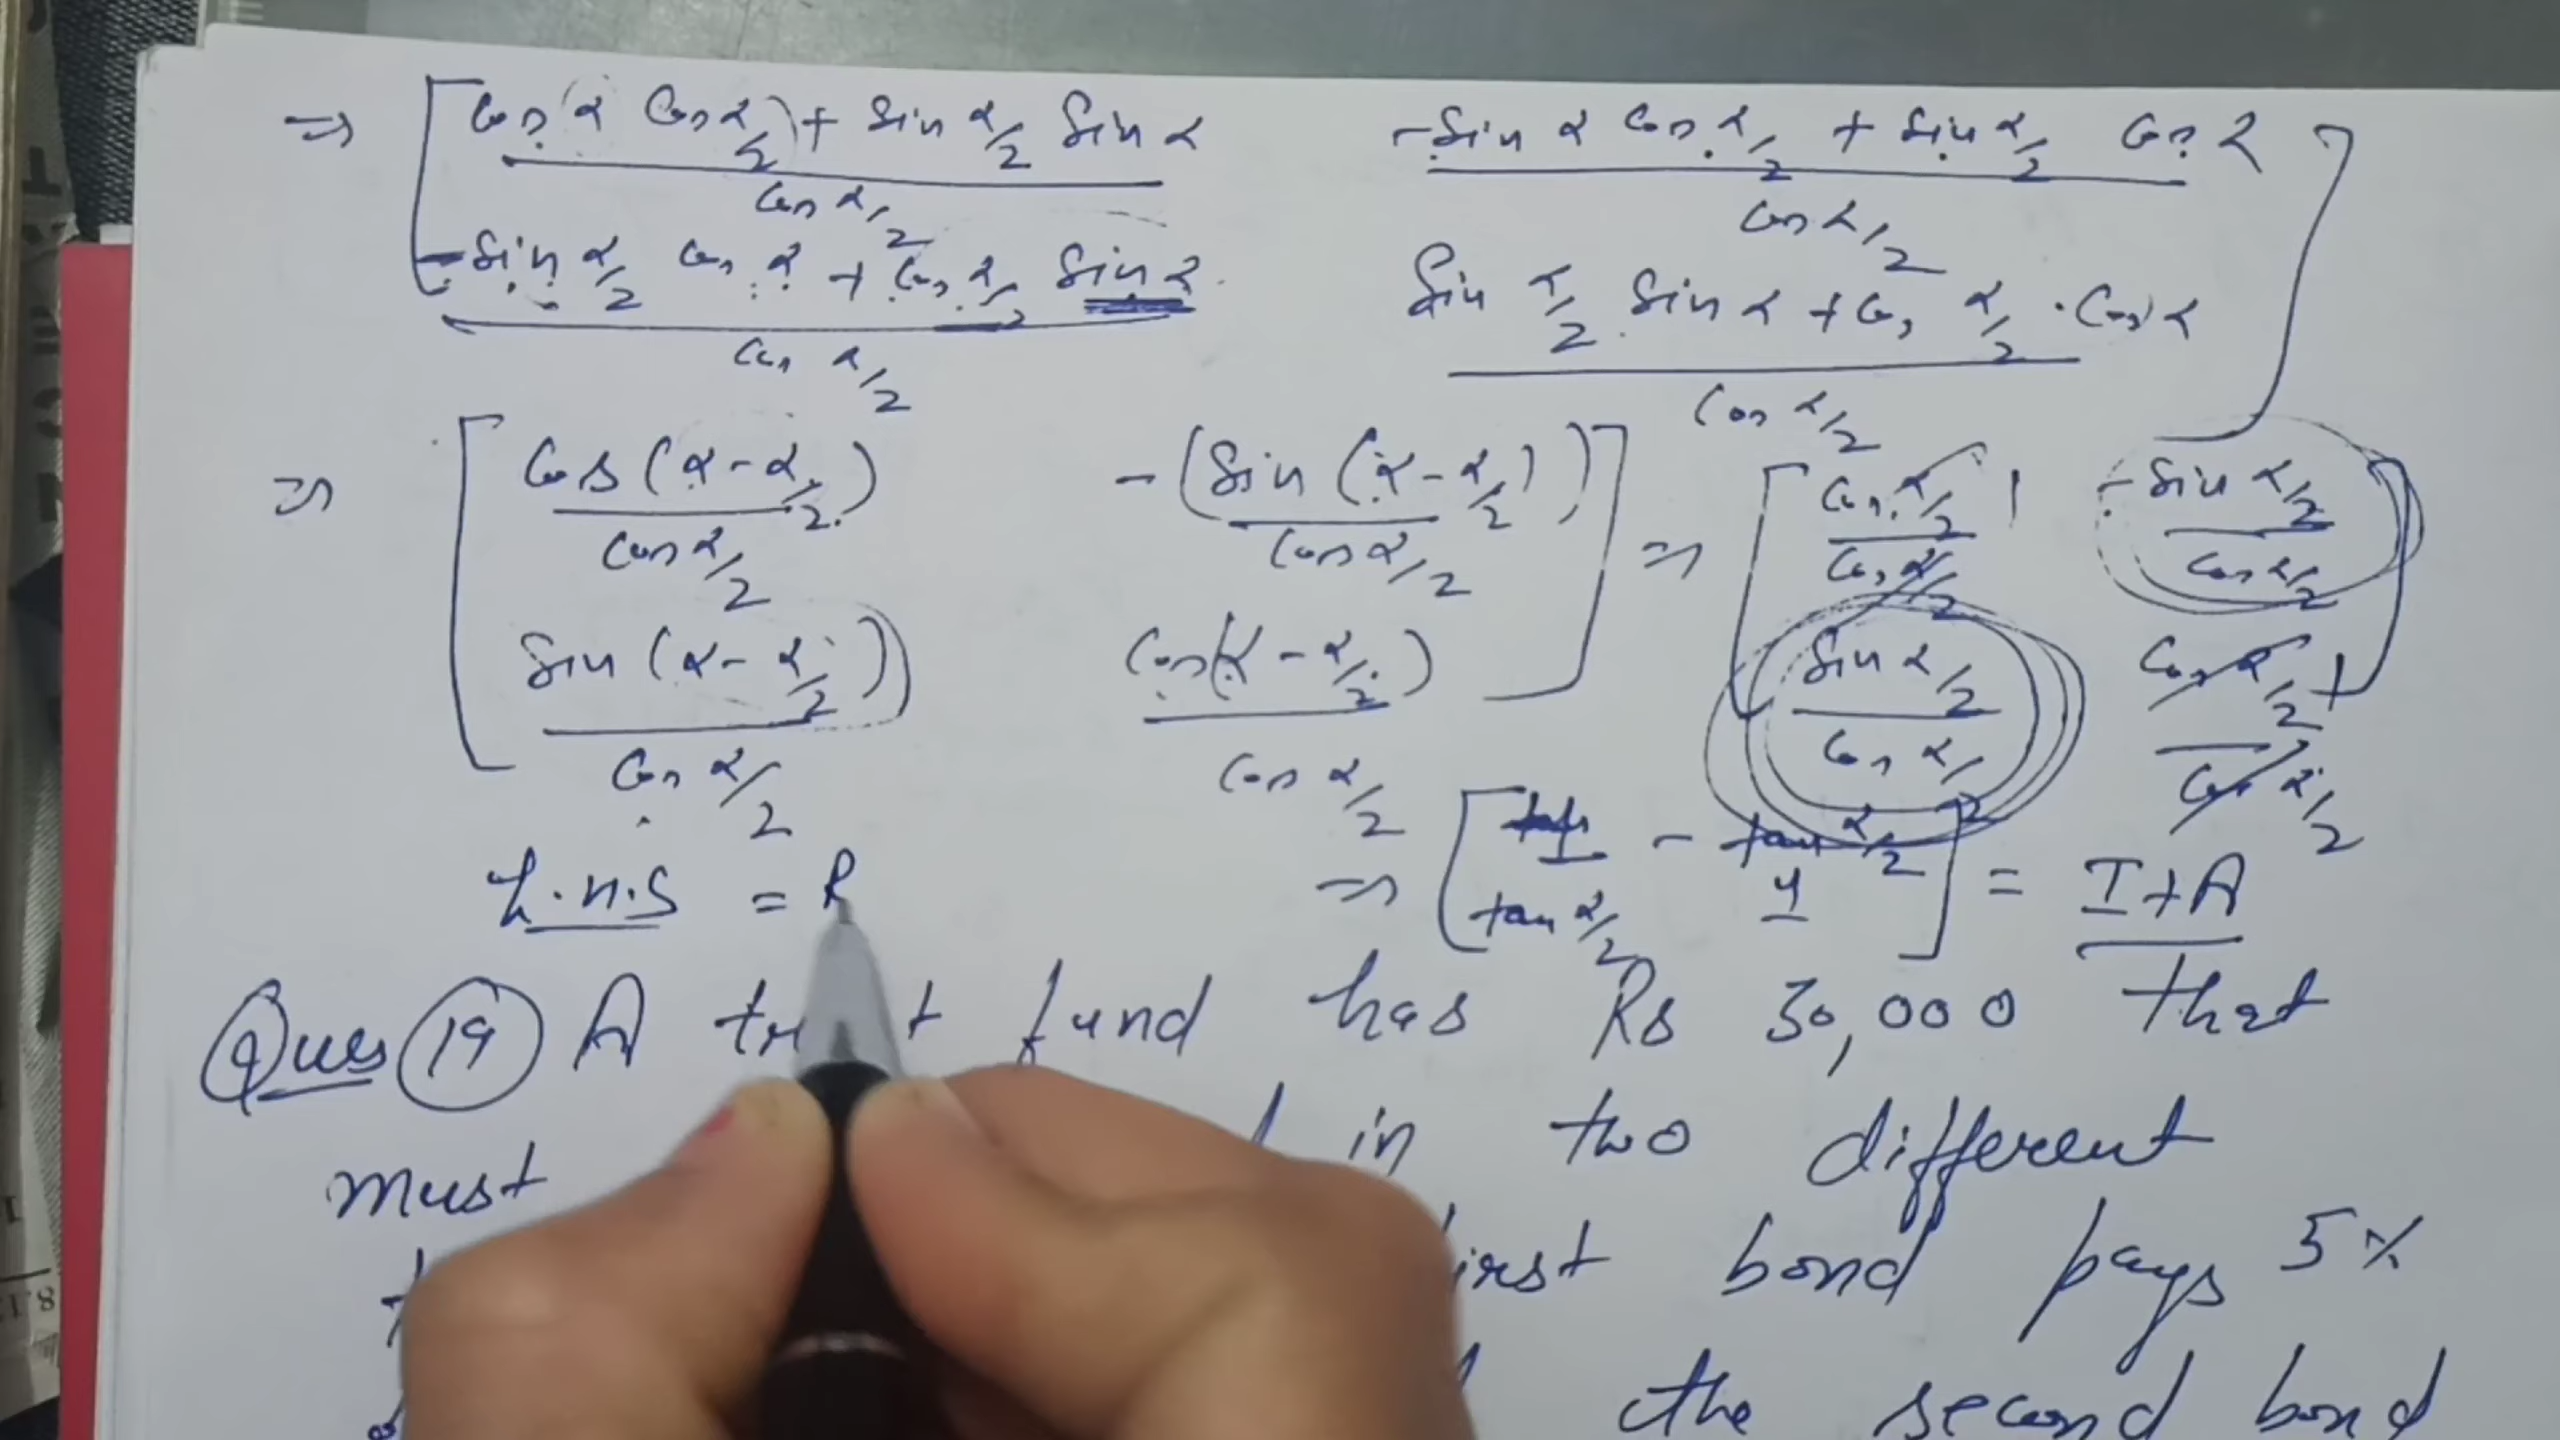 ⇒ [ Cos α Cos α/2 + Sin α/2 Sin α / Cos α/2    -Sin α Cos α/2 + Sin α/2 Cos α / Cos α/2
-Sin α/2 Cos α + Cos α/2 Sin α / Cos α/2    Sin α/2 Sin α + Cos α/2 · Cos α / Cos α/2 ]
⇒ [ Cos (α - α/2) / Cos α/2    - (Sin (α - α/2)) / Cos α/2 ] ⇒ [ Cos α/2 / Cos α/2    - Sin α/2 / Cos α/2 ]
Sin (α - α/2) / Cos α/2    Cos (α - α/2) / Cos α/2    Sin α/2 / Cos α/2    Cos α/2 / Cos α/2
L.H.S = R    ⇒ [ 1    - tan α/2
tan α/2    1 ] = I + A
Ques 19 A fund has Rs 30,000 that
must in two different
bond pays 5%
the second bond